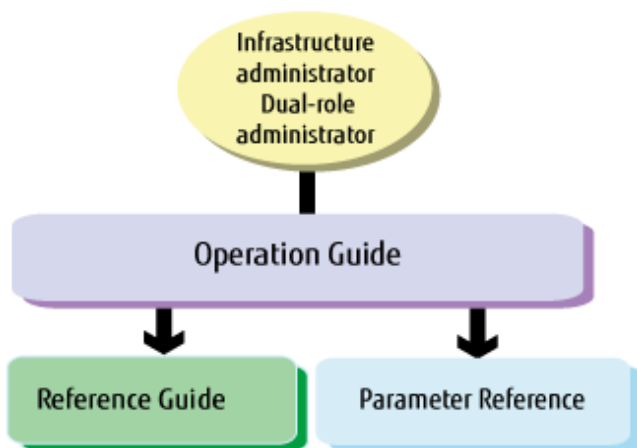 Infrastructure
administrator
Dual-role
administrator
Operation Guide
Reference Guide
Parameter Reference